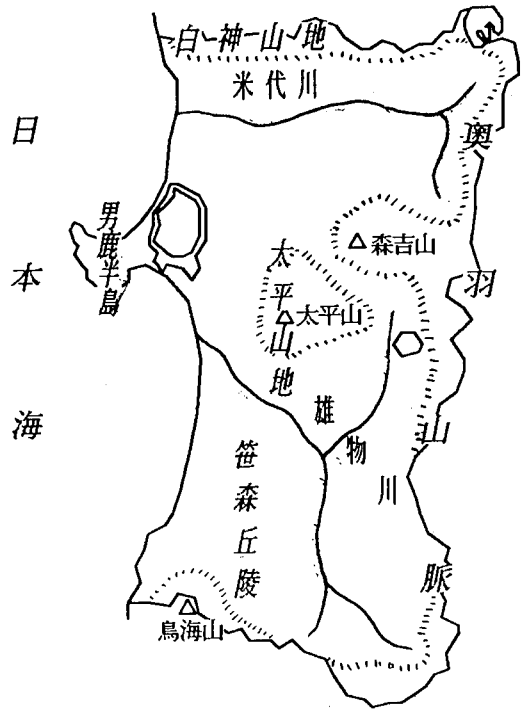 白神山地
米代川
奥羽山脈
日本海
男鹿半島
森吉山
太平山地
太平山
雄物川
笹森丘陵
鳥海山